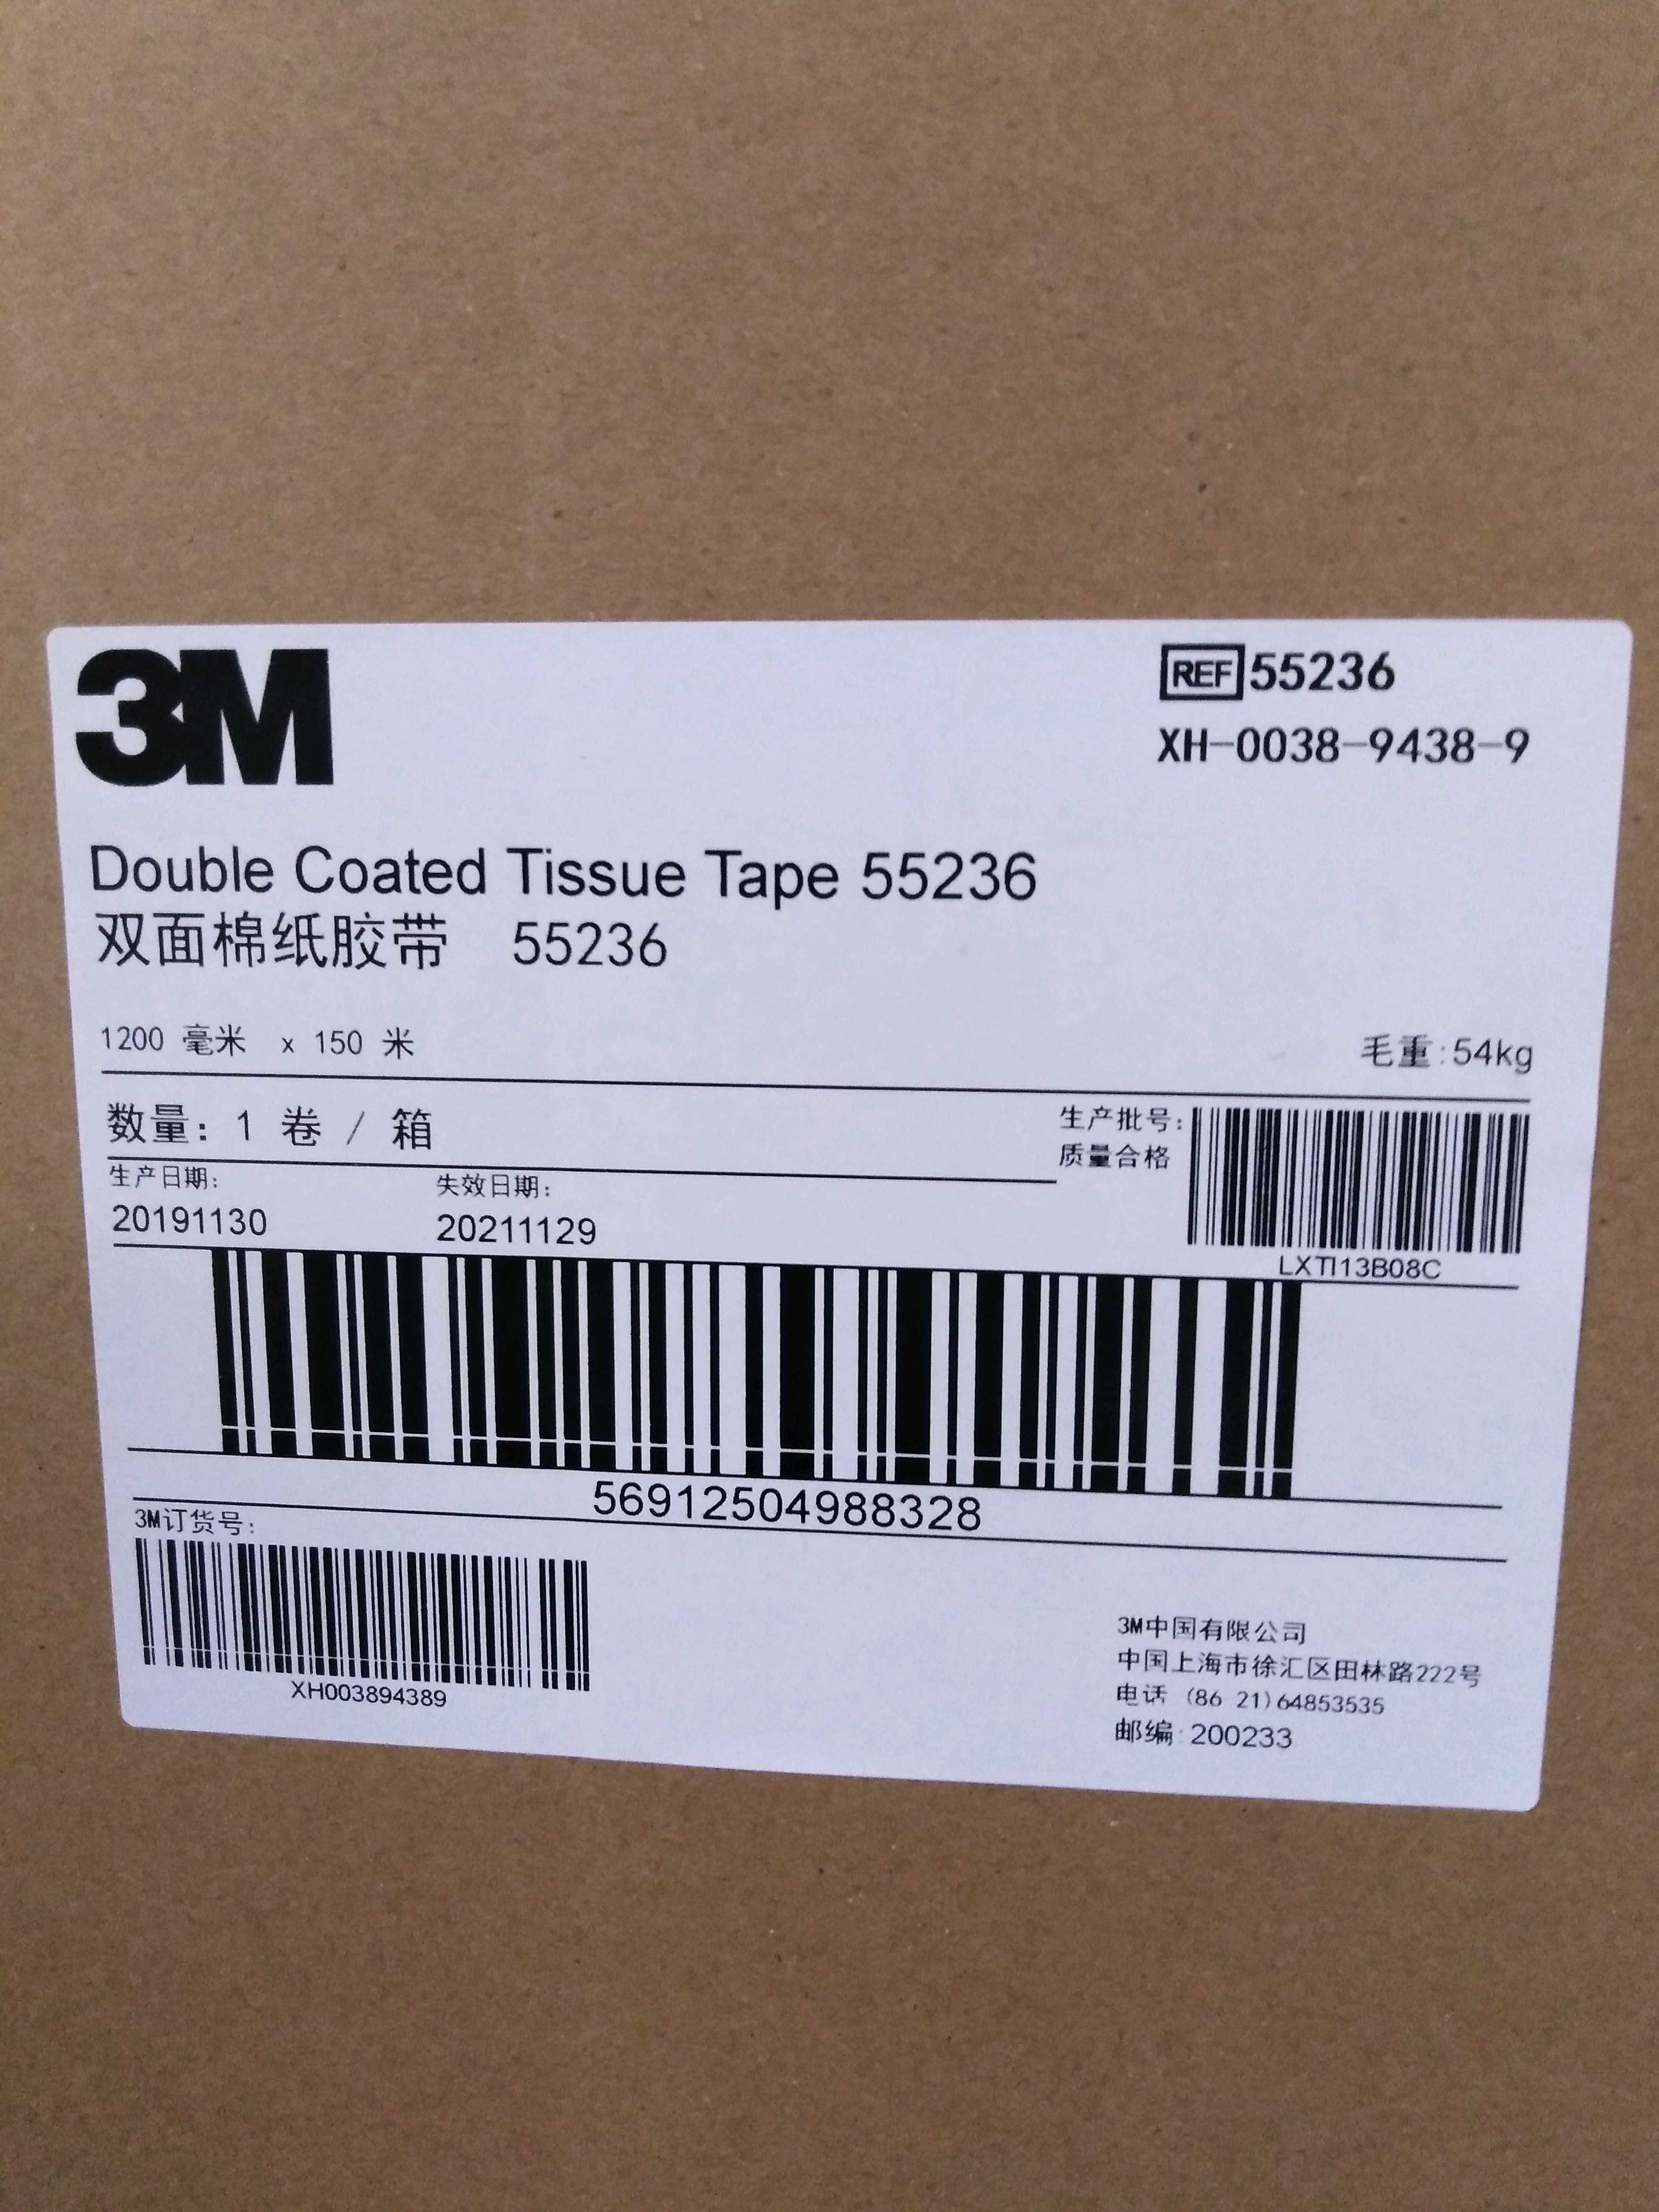 3M
REF 55236
XH-0038-9438-9
Double Coated Tissue Tape 55236
双面棉纸胶带 55236
1200 毫米 x 150 米
毛重:54kg
数量: 1 卷 / 箱
生产批号:
质量合格
LXTI13B08C
生产日期: 失效日期:
20191130 20211129
56912504988328
3M订货号:
XH003894389
3M中国有限公司
中国上海市徐汇区田林路222号
电话 (86 21)64853535
邮编:200233